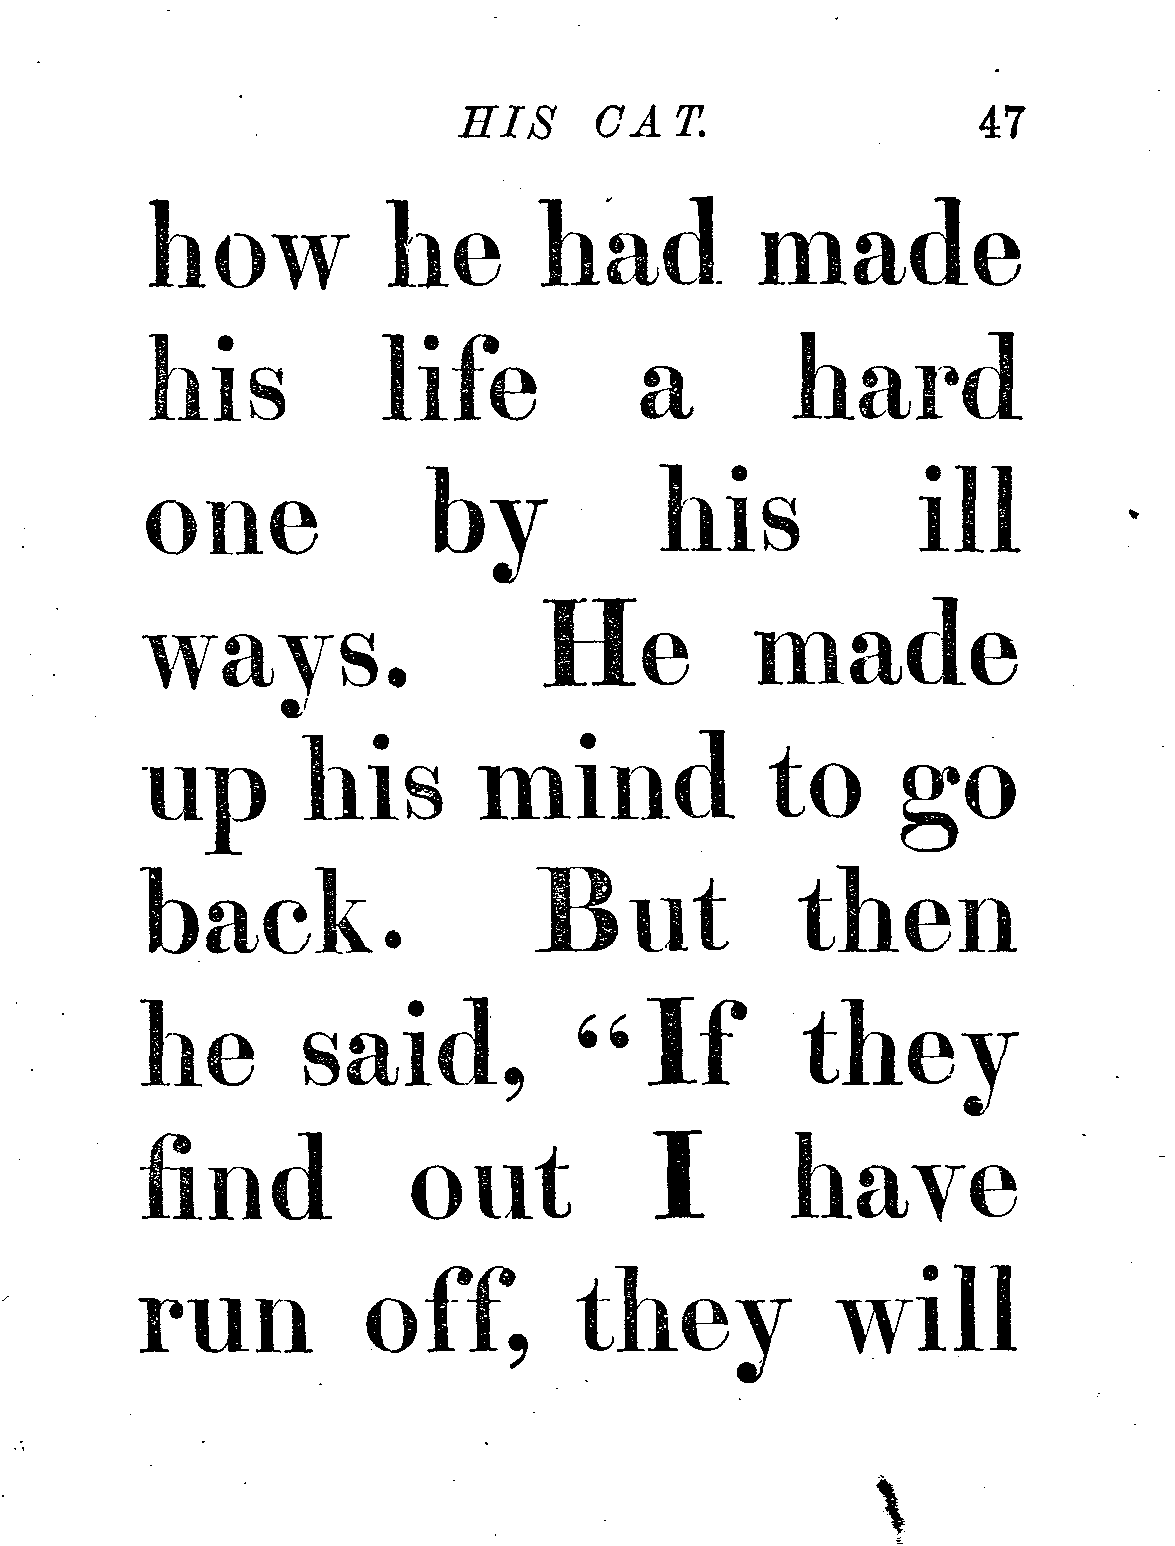 HIS CAT. 47
how he had made
his life a hard
one by his ill
ways. He made
up his mind to go
back. But then
he said, “If they
find out I have
run off, they will